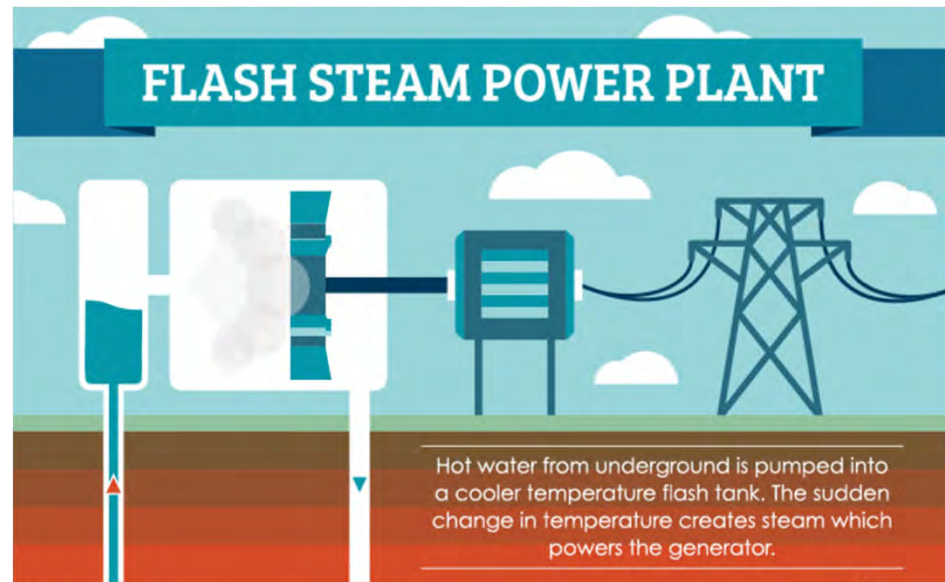 FLASH STEAM POWER PLANT
Hot water from underground is pumped into
a cooler temperature flash tank. The sudden
change in temperature creates steam which
powers the generator.